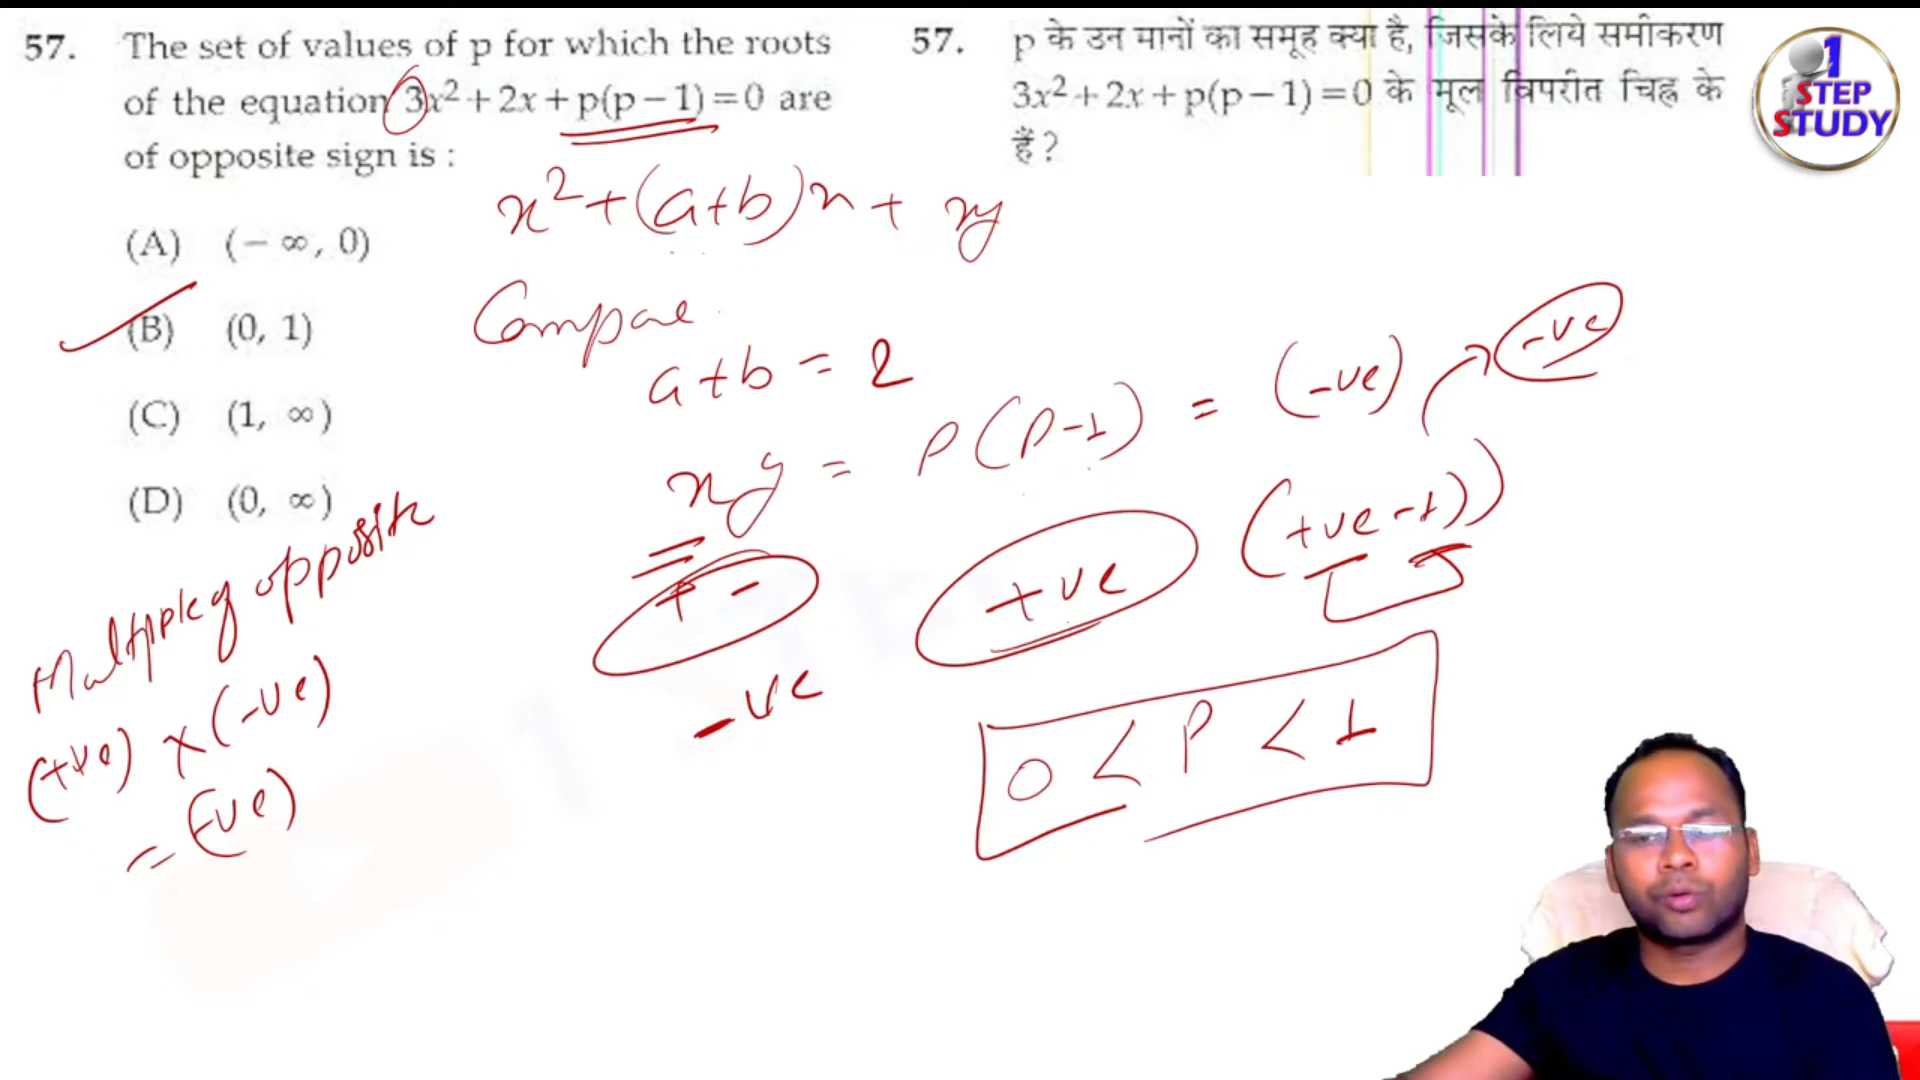 57. The set of values of p for which the roots
of the equation 3x² + 2x + p(p − 1) = 0 are
of opposite sign is :
(A) (− ∞, 0)
(B) (0, 1)
(C) (1, ∞)
(D) (0, ∞)
57. p के उन मानों का समूह क्या है, जिसके लिये समीकरण
3x² + 2x + p(p − 1) = 0 के मूल विपरीत चिह्न के
हैं ?
1
STEP
STUDY
x² + (a+b)x + xy
Compare
a+b = 2
xy = P(P-1) = (-ve)
-ve
+ -
-ve
+ve
(+ve-1))
0 < P < 1
Multiple of opposite
(+ve) × (-ve)
= (-ve)